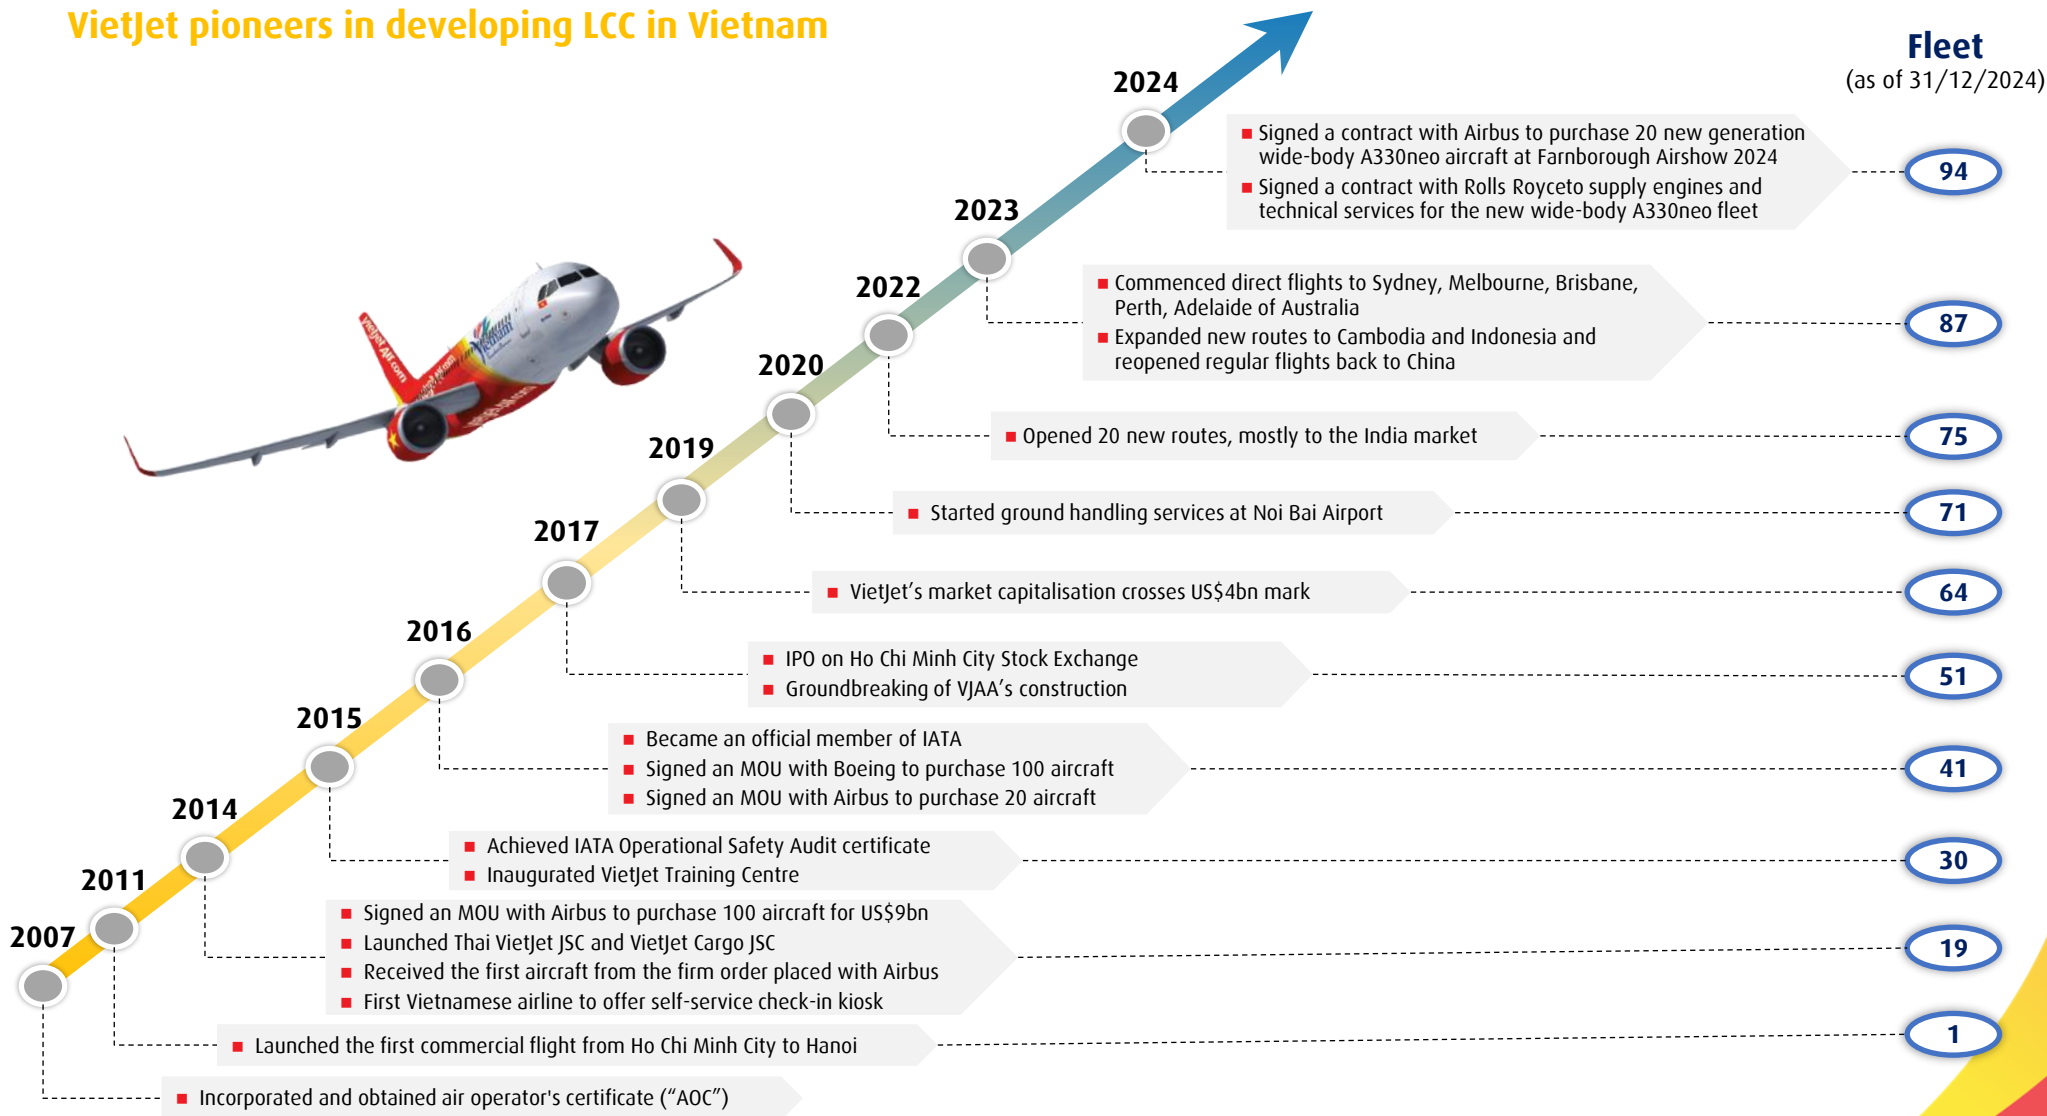 VietJet pioneers in developing LCC in Vietnam
Fleet
(as of 31/12/2024)
2024
Signed a contract with Airbus to purchase 20 new generation
wide-body A330neo aircraft at Farnborough Airshow 2024
Signed a contract with Rolls Royceto supply engines and
technical services for the new wide-body A330neo fleet
94
2023
Commenced direct flights to Sydney, Melbourne, Brisbane,
Perth, Adelaide of Australia
Expanded new routes to Cambodia and Indonesia and
reopened regular flights back to China
87
2022
Opened 20 new routes, mostly to the India market
75
2020
Started ground handling services at Noi Bai Airport
71
2019
VietJet’s market capitalisation crosses US$4bn mark
64
2017
IPO on Ho Chi Minh City Stock Exchange
Groundbreaking of VJAA’s construction
51
2016
Became an official member of IATA
Signed an MOU with Boeing to purchase 100 aircraft
Signed an MOU with Airbus to purchase 20 aircraft
41
2015
Achieved IATA Operational Safety Audit certificate
Inaugurated VietJet Training Centre
30
2014
Signed an MOU with Airbus to purchase 100 aircraft for US$9bn
Launched Thai VietJet JSC and VietJet Cargo JSC
Received the first aircraft from the firm order placed with Airbus
First Vietnamese airline to offer self-service check-in kiosk
19
2011
Launched the first commercial flight from Ho Chi Minh City to Hanoi
1
2007
Incorporated and obtained air operator's certificate (“AOC”)
vietjet Air.com
Vietnam